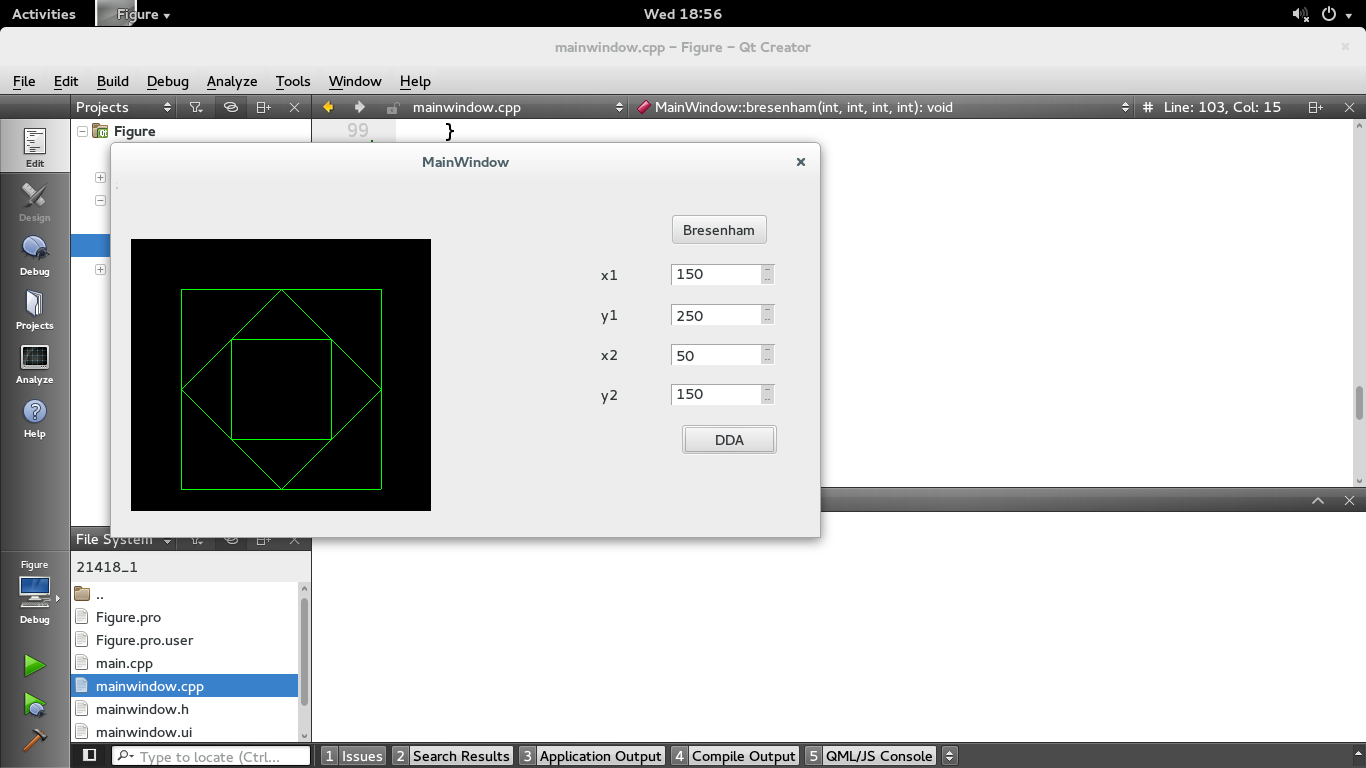 Activities Figure Wed 18:56
mainwindow.cpp – Figure – Qt Creator
File Edit Build Debug Analyze Tools Window Help
Projects mainwindow.cpp MainWindow::bresenham(int, int, int, int): void # Line: 103, Col: 15
Figure 99 }
Edit
MainWindow
Design
Bresenham
Debug
x1 150
y1 250
Projects
x2 50
Analyze
y2 150
Help
DDA
File System
Figure
21418_1
..
Debug
Figure.pro
Figure.pro.user
main.cpp
mainwindow.cpp
mainwindow.h
mainwindow.ui
Type to locate (Ctrl... 1 Issues 2 Search Results 3 Application Output 4 Compile Output 5 QML/JS Console